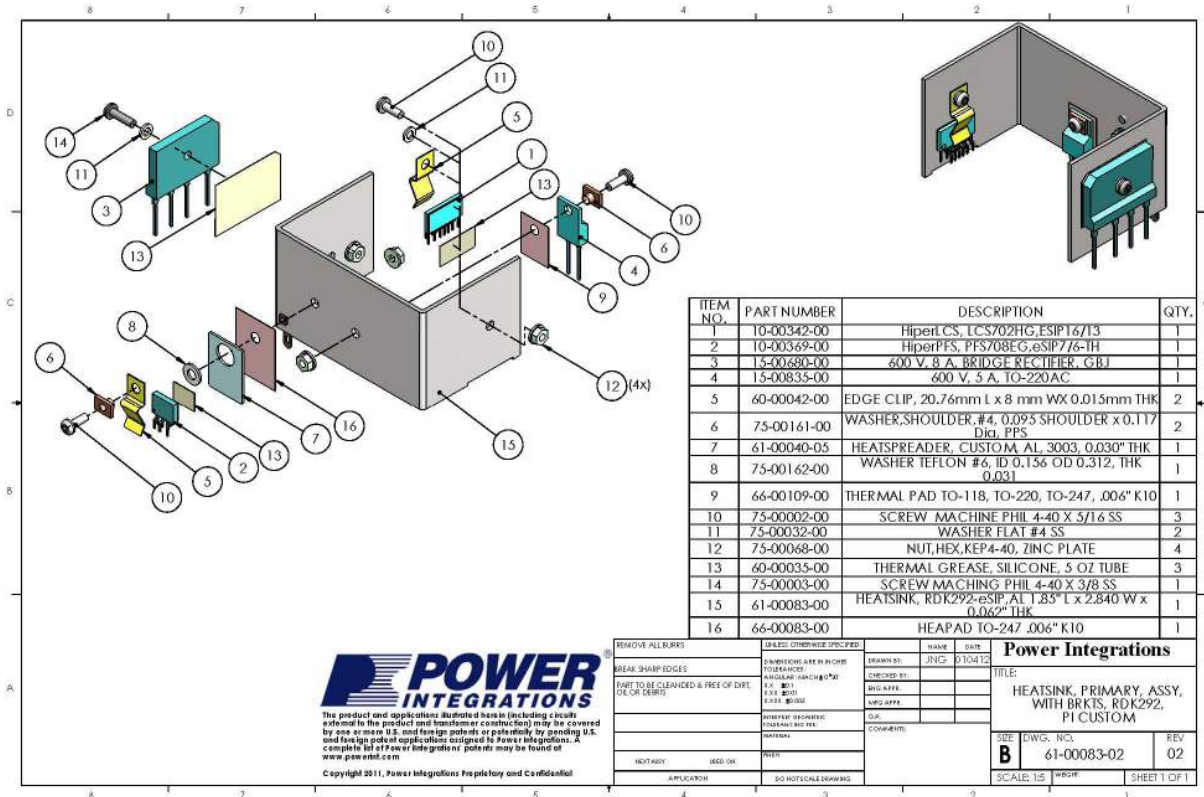 8 7 6 5 4 3 2 1
D
C
B
A
10
11
5
1
13
14
11
3
13
10
6
4
9
8
6
12 (4x)
16
7
15
13
2
5
10
ITEM NO. PART NUMBER DESCRIPTION QTY.
1 10-00342-00 HiperLCS, LCS702HG,ESIP16/13 1
2 10-00369-00 HiperPFS, PFS708EG,eSIP7/6-TH 1
3 15-00680-00 600 V, 8 A, BRIDGE RECTIFIER, GBJ 1
4 15-00835-00 600 V, 5 A, TO-220AC 1
5 60-00042-00 EDGE CLIP, 20.76mm L x 8 mm WX 0.015mm THK 2
6 75-00161-00 WASHER,SHOULDER,#4, 0.095 SHOULDER x 0.117 Dia, PPS 2
7 61-00040-05 HEATSPREADER, CUSTOM, AL, 3003, 0.030" THK 1
8 75-00162-00 WASHER TEFLON #6, ID 0.156 OD 0.312, THK 0.031 1
9 66-00109-00 THERMAL PAD TO-118, TO-220, TO-247, .006" K10 1
10 75-00002-00 SCREW MACHINE PHIL 4-40 X 5/16 SS 3
11 75-00032-00 WASHER FLAT #4 SS 2
12 75-00068-00 NUT,HEX,KEP4-40, ZINC PLATE 4
13 60-00035-00 THERMAL GREASE, SILICONE, 5 OZ TUBE 3
14 75-00003-00 SCREW MACHING PHIL 4-40 X 3/8 SS 1
15 61-00083-00 HEATSINK, RDK292-eSIP,AL 1.85" L x 2.840 W x 0.062" THK 1
16 66-00083-00 HEAPAD TO-247 .006" K10 1
POWER
INTEGRATIONS
®
The product and applications illustrated herein (including circuits
external to the product and transformer construction) may be covered
by one or more U.S. and foreign patents or potentially by pending U.S.
and foreign patent applications assigned to Power Integrations. A
complete list of Power Integrations' patents may be found at
www.powerint.com
Copyright 2011, Power Integrations Proprietary and Confidential
REMOVE ALL BURRS
BREAK SHARP EDGES
PART TO BE CLEANDED & FREE OF DIRT,
OIL OR DEBRIS
NEXT ASSY USED ON
APPLICATION
UNLESS OTHERWISE SPECIFIED:
DIMENSIONS ARE IN INCHES
TOLERANCES:
INTERPRET GEOMETRIC
TOLERANCING PER:
MATERIAL
FINISH
DO NOT SCALE DRAWING
NAME DATE
DRAWN BY: JNG 010412
CHECKED BY:
ENG APPR.
MFG APPR.
Q.A.
COMMENTS:
Power Integrations
TITLE:
HEATSINK, PRIMARY, ASSY,
WITH BRKTS, RDK292,
PI CUSTOM
SIZE DWG. NO. REV
B 61-00083-02 02
SCALE: 1:5 WEIGHT: SHEET 1 OF 1
8 7 6 5 4 3 2 1